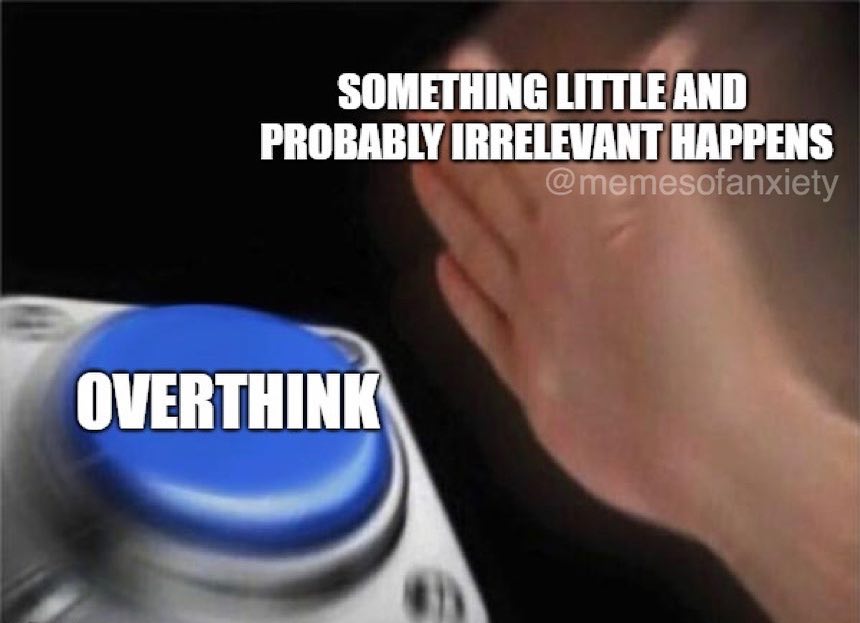 SOMETHING LITTLE AND
PROBABLY IRRELEVANT HAPPENS
@memesofanxiety
OVERTHINK